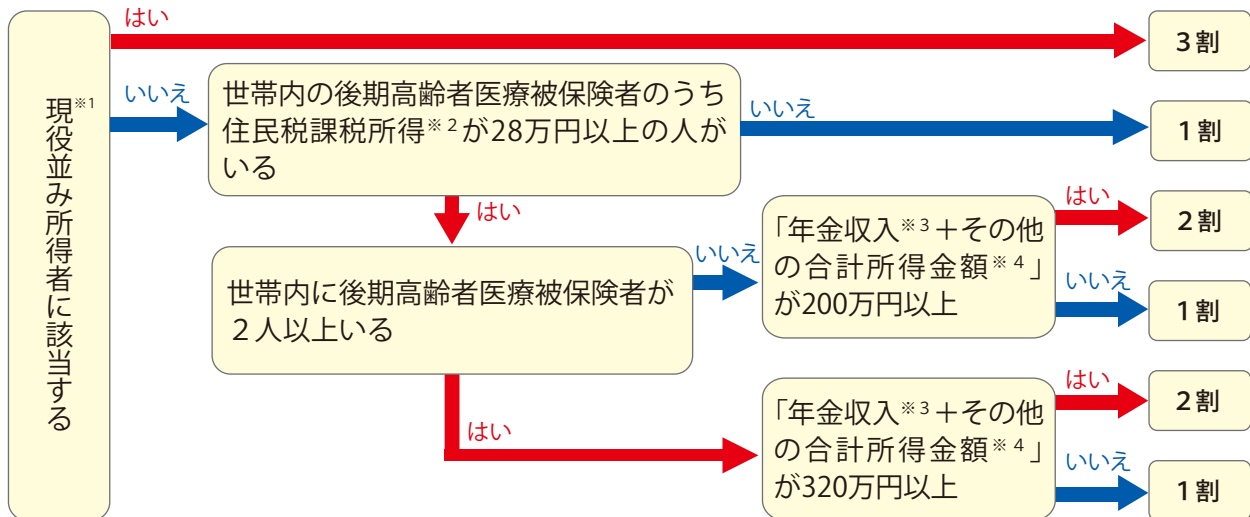 現役並み所得者に該当する※1
はい
3割
いいえ
世帯内の後期高齢者医療被保険者のうち
住民税課税所得※2が28万円以上の人が
いる
いいえ
1割
はい
世帯内に後期高齢者医療被保険者が
2人以上いる
いいえ
「年金収入※3+その他
の合計所得金額※4」
が200万円以上
はい
2割
いいえ
1割
はい
「年金収入※3+その他
の合計所得金額※4」
が320万円以上
はい
2割
いいえ
1割